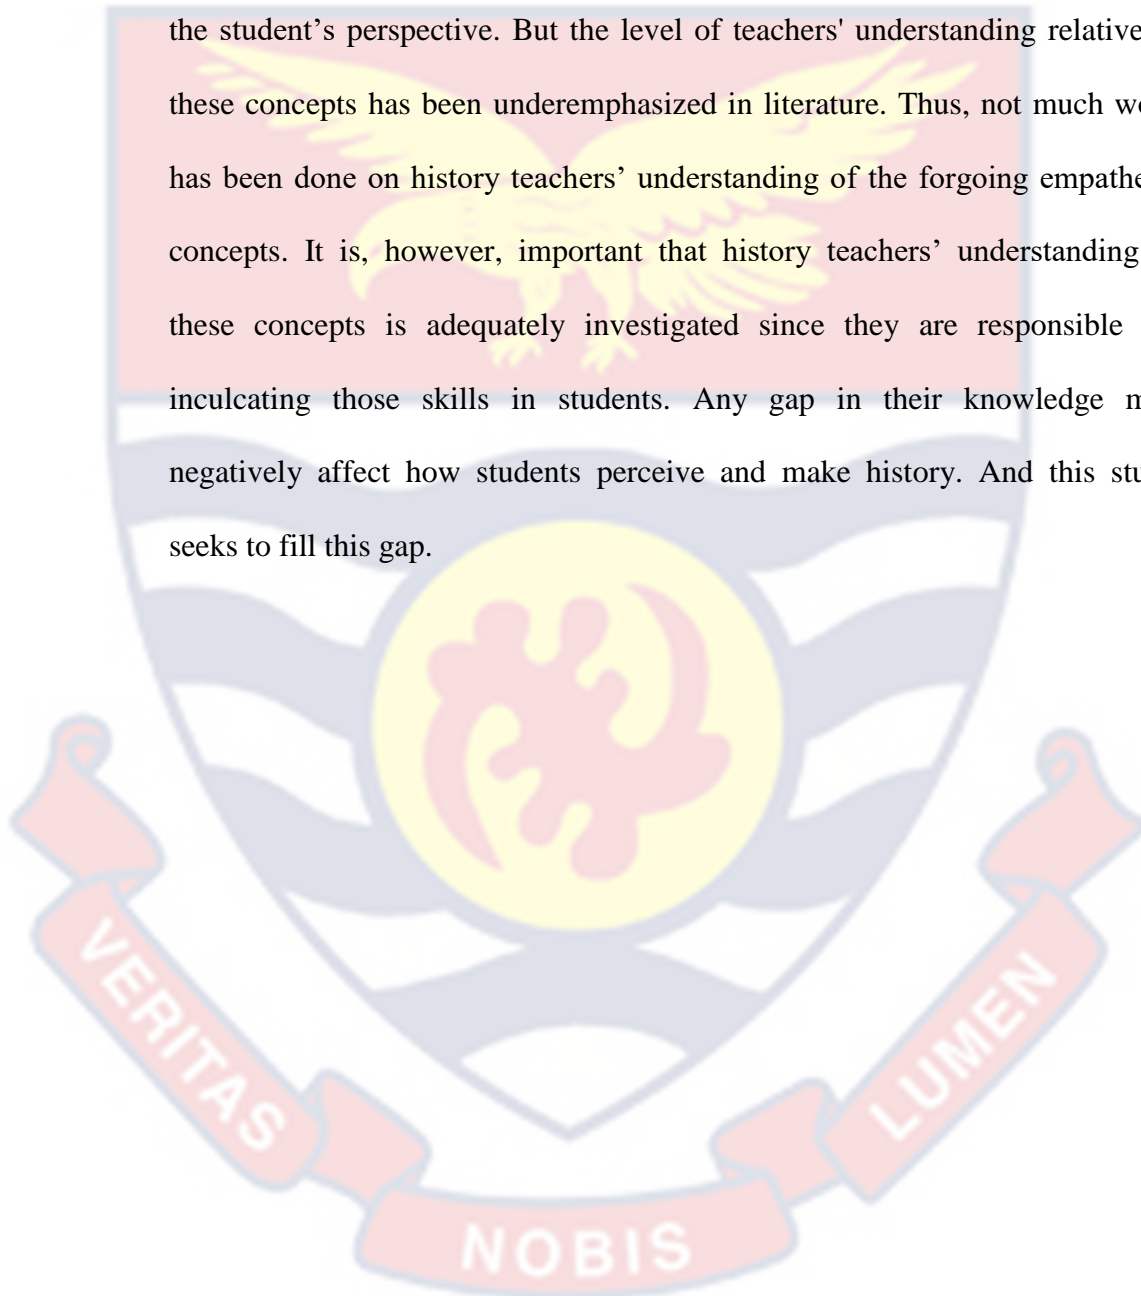 the student’s perspective. But the level of teachers' understanding relative
these concepts has been underemphasized in literature. Thus, not much
has been done on history teachers’ understanding of the forgoing
concepts. It is, however, important that history teachers’ understanding
these concepts is adequately investigated since they are responsible
inculcating those skills in students. Any gap in their knowledge
negatively affect how students perceive and make history. And this
seeks to fill this gap.
VERITAS
NOBIS
LUMEN